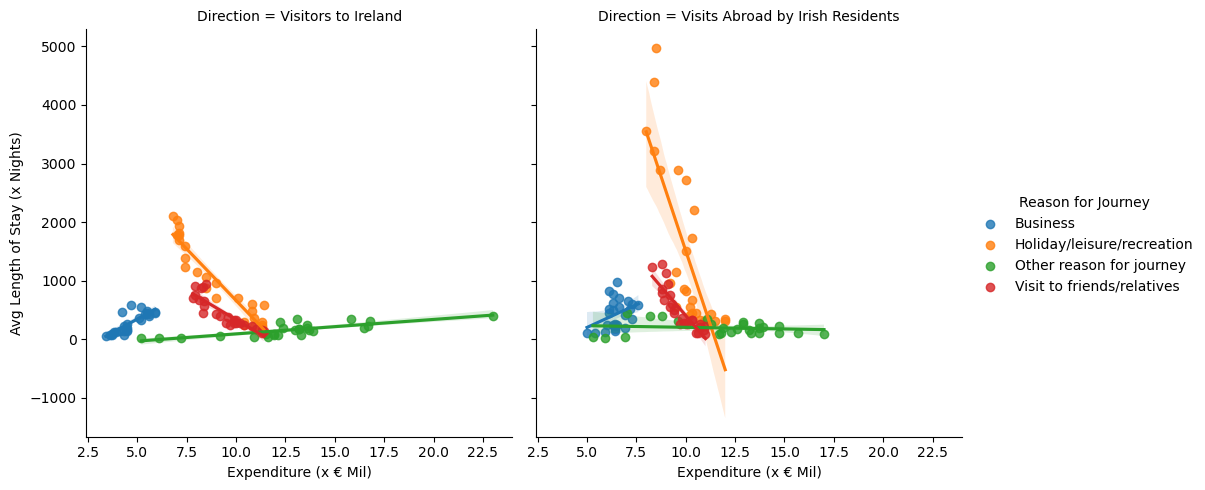 Direction = Visitors to Ireland
Direction = Visits Abroad by Irish Residents
5000
4000
3000
2000
1000
0
−1000
Avg Length of Stay (x Nights)
2.5 5.0 7.5 10.0 12.5 15.0 17.5 20.0 22.5
2.5 5.0 7.5 10.0 12.5 15.0 17.5 20.0 22.5
Expenditure (x € Mil)
Expenditure (x € Mil)
Reason for Journey
Business
Holiday/leisure/recreation
Other reason for journey
Visit to friends/relatives